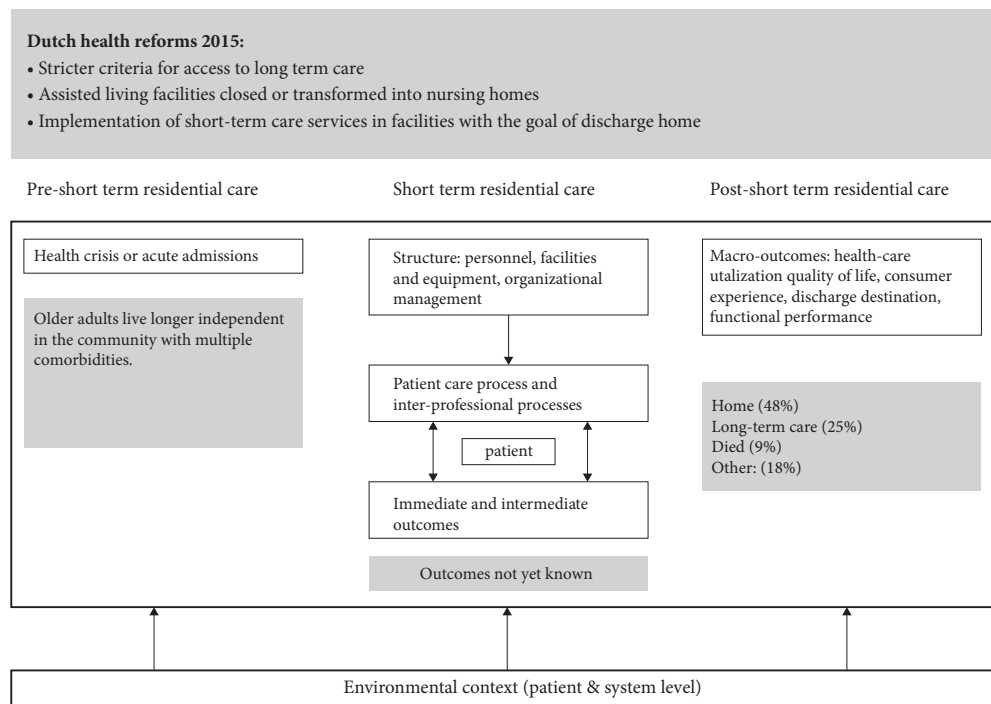 Dutch health reforms 2015:
• Stricter criteria for access to long term care
• Assisted living facilities closed or transformed into nursing homes
• Implementation of short-term care services in facilities with the goal of discharge home
Pre-short term residential care
Short term residential care
Post-short term residential care
Health crisis or acute admissions
Older adults live longer independent
in the community with multiple
comorbidities.
Structure: personnel, facilities
and equipment, organizational
management
Patient care process and
inter-professional processes
patient
Immediate and intermediate
outcomes
Outcomes not yet known
Macro-outcomes: health-care
utalization quality of life, consumer
experience, discharge destination,
functional performance
Home (48%)
Long-term care (25%)
Died (9%)
Other: (18%)
Environmental context (patient & system level)